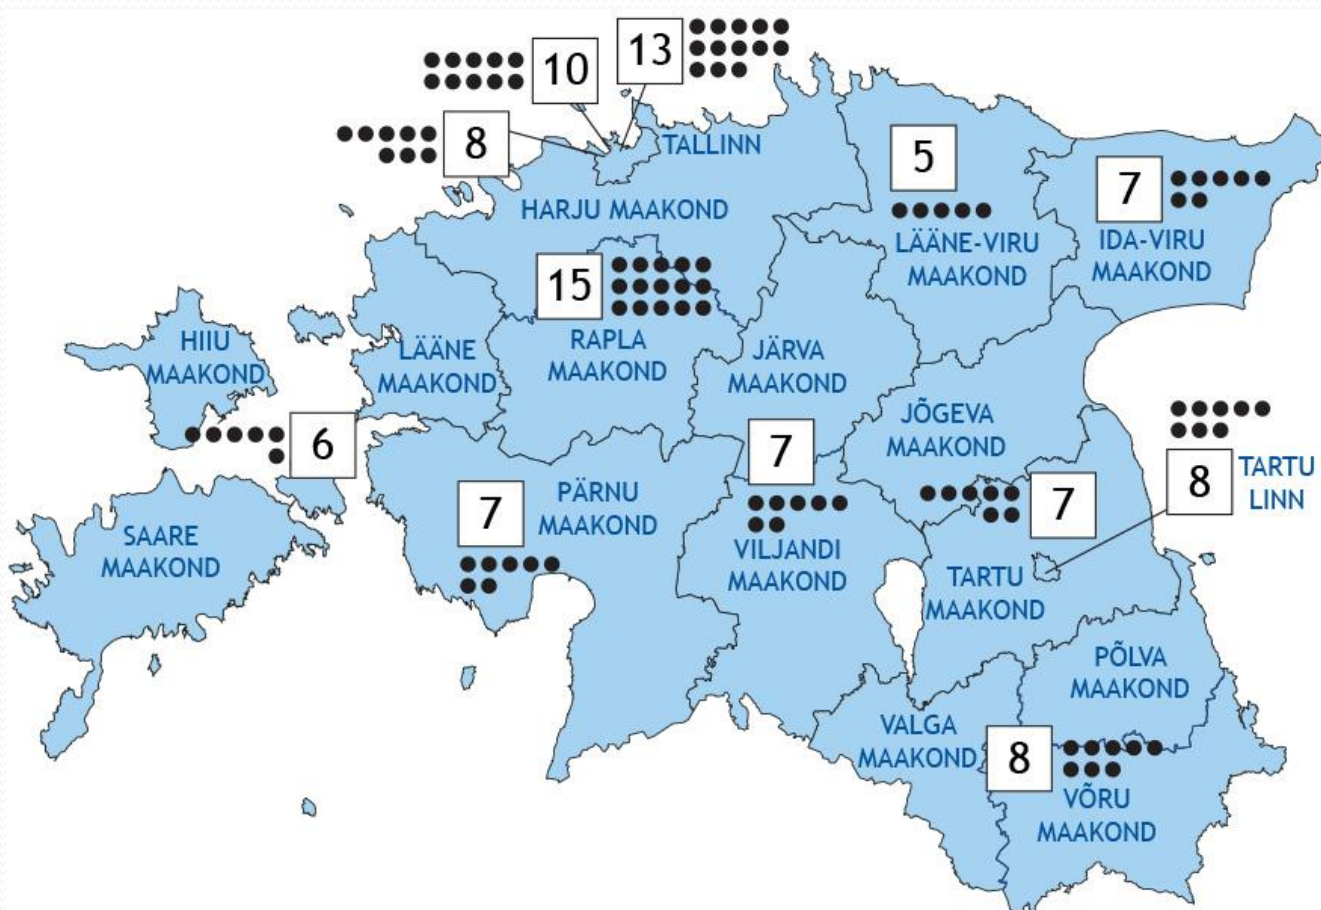 13
10
8
TALLINN
5
7
HARJU MAAKOND
LÄÄNE-VIRU
MAAKOND
IDA-VIRU
MAAKOND
15
HIIU
MAAKOND
LÄÄNE
MAAKOND
RAPLA
MAAKOND
JÄRVA
MAAKOND
JÕGEVA
MAAKOND
6
7
8
TARTU
LINN
7
PÄRNU
MAAKOND
7
SAARE
MAAKOND
VILJANDI
MAAKOND
TARTU
MAAKOND
PÕLVA
MAAKOND
VALGA
MAAKOND
8
VÕRU
MAAKOND